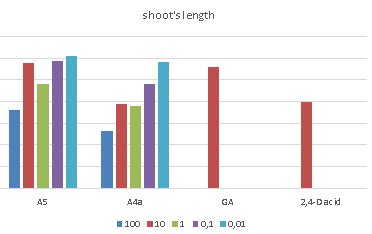 shoot's length
A5 A4a GA 2,4-D acid
100 10 1 0,1 0,01